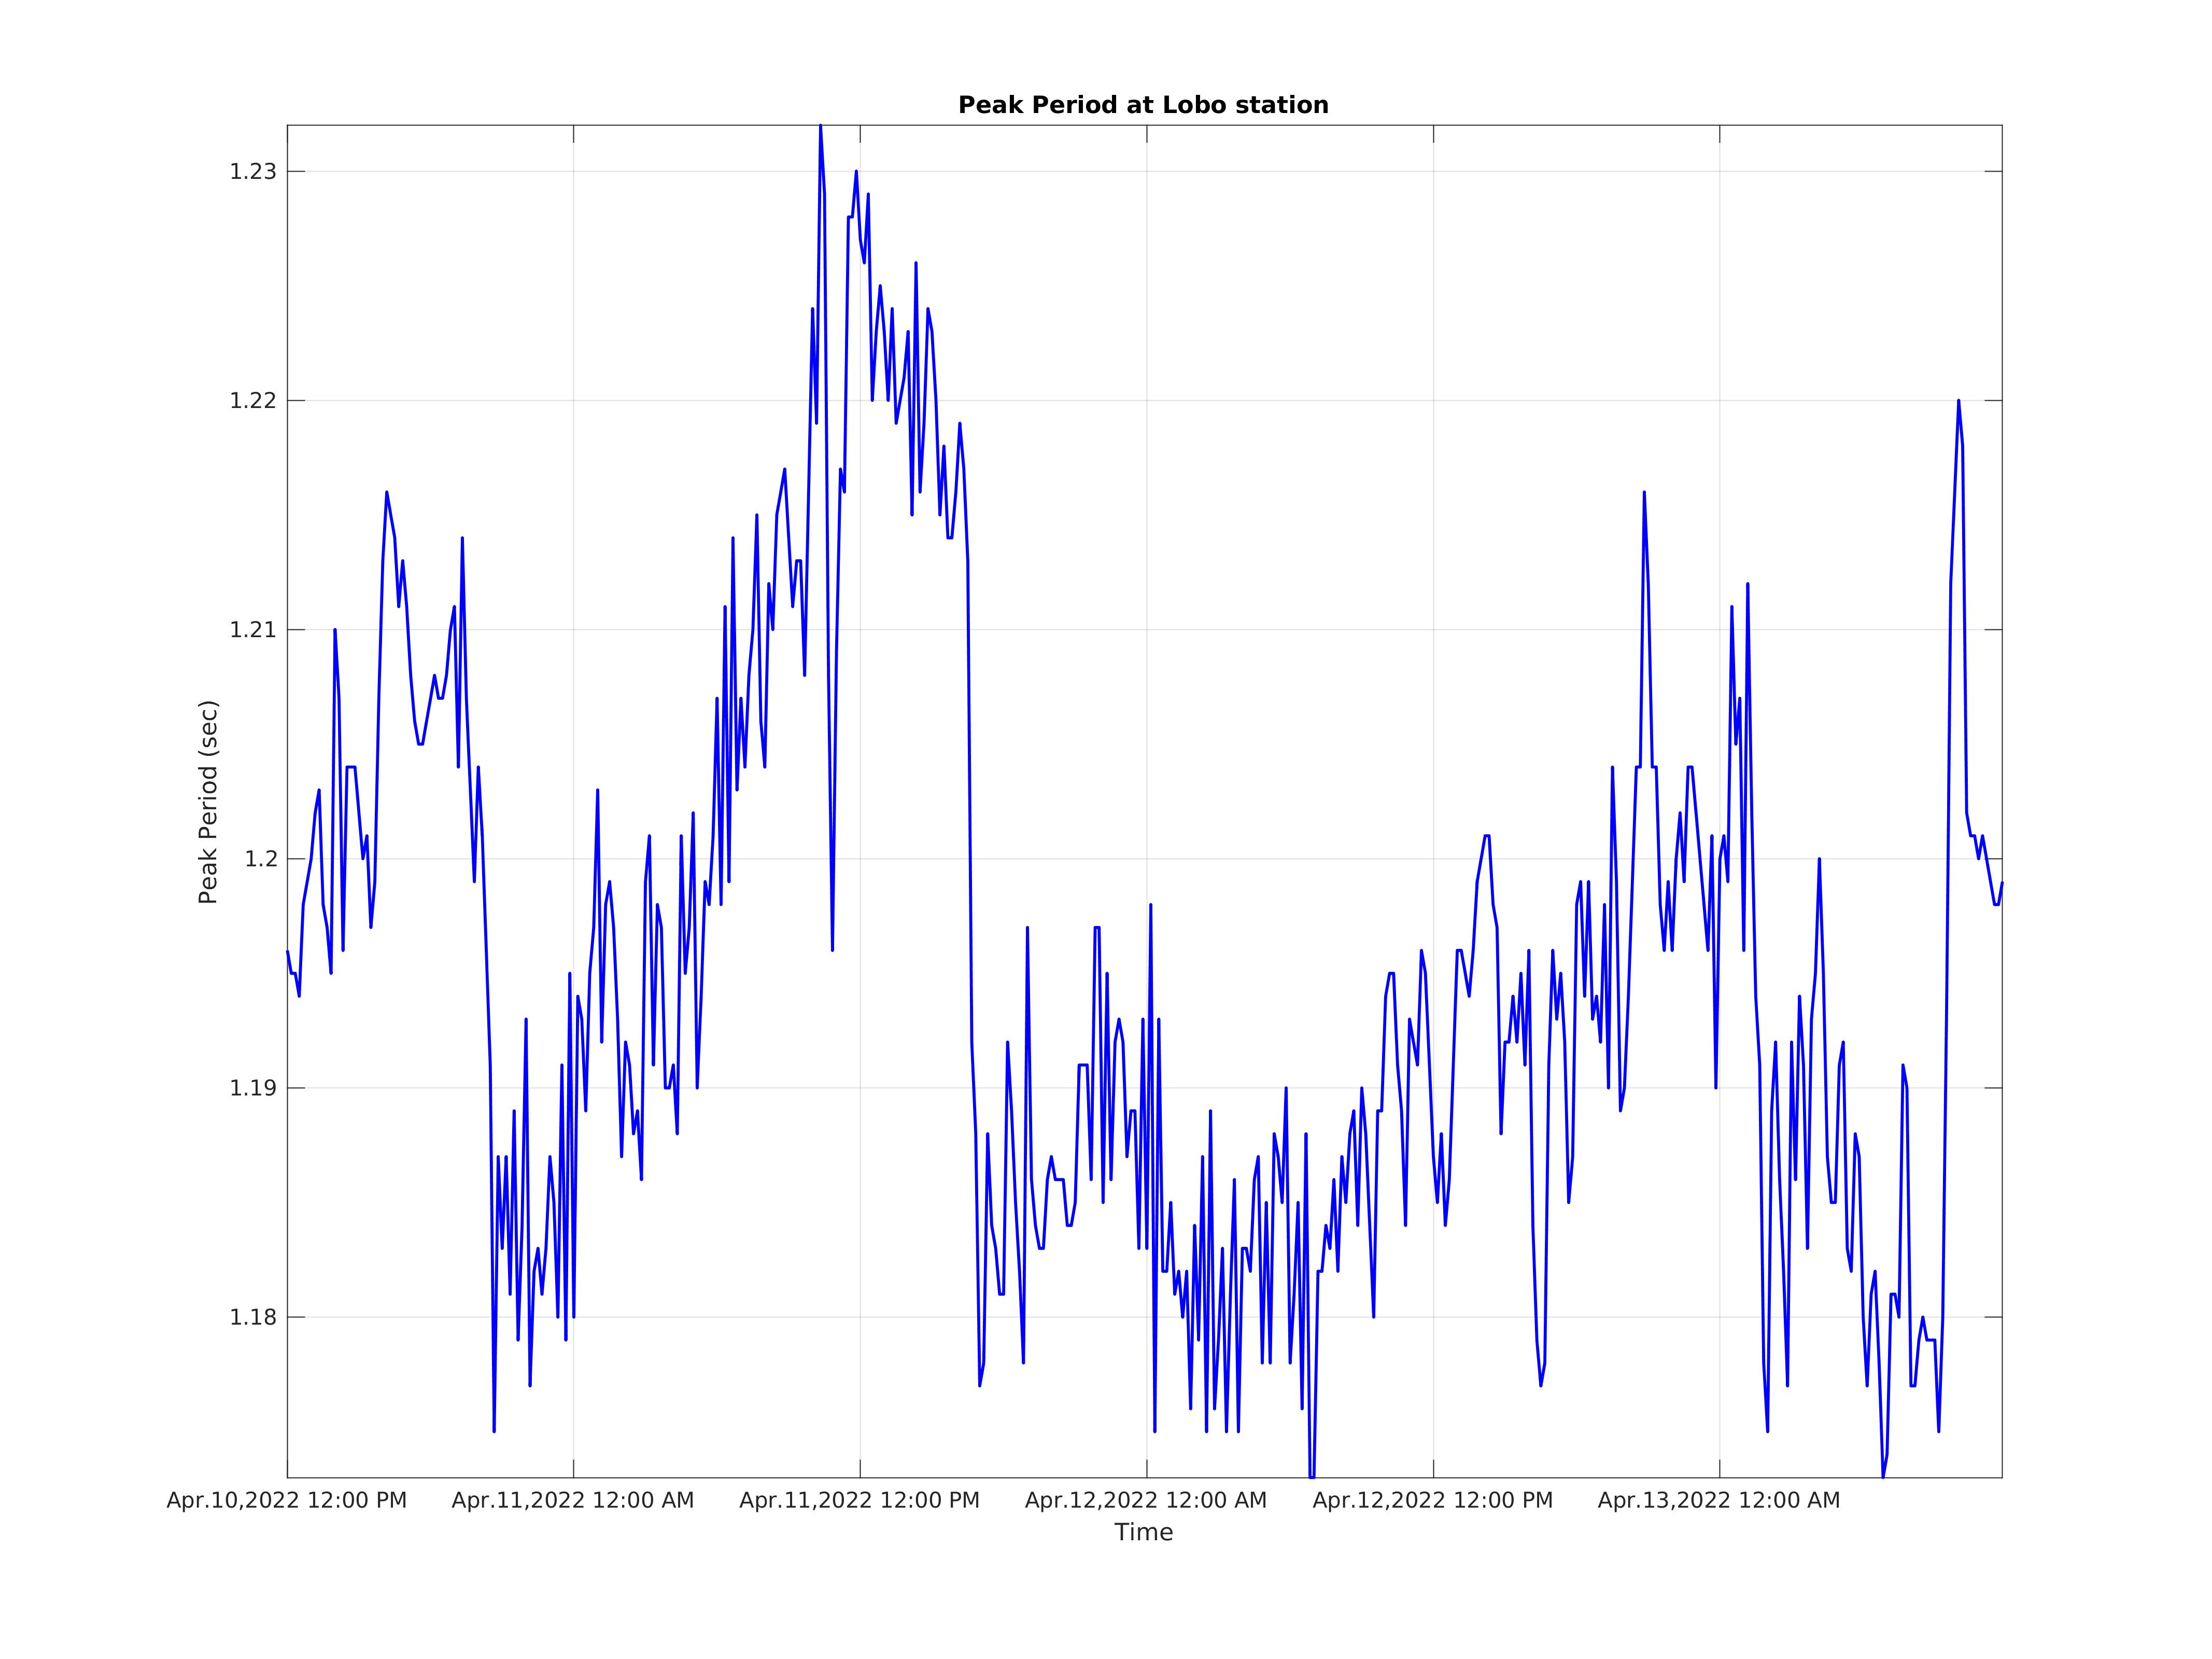 Peak Period at Lobo station
1.23
1.22
1.21
1.2
1.19
1.18
Peak Period (sec)
Apr.10,2022 12:00 PM Apr.11,2022 12:00 AM Apr.11,2022 12:00 PM Apr.12,2022 12:00 AM Apr.12,2022 12:00 PM Apr.13,2022 12:00 AM
Time